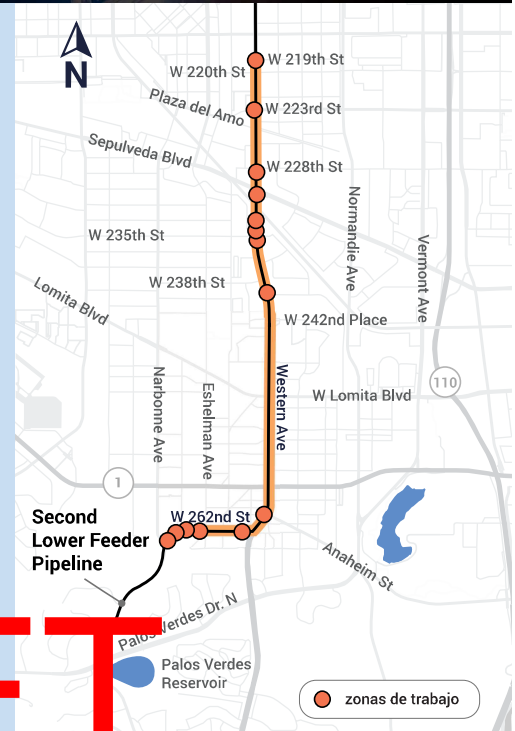 N
W 219th St
W 220th St
Plaza del Amo
W 223rd St
Sepulveda Blvd
W 228th St
Normandie Ave
W 235th St
Vermont Ave
W 238th St
Lomita Blvd
W 242nd Place
Narbonne Ave
Eshelman Ave
Western Ave
110
W Lomita Blvd
1
W 262nd St
Second
Lower Feeder
Pipeline
Anaheim St
Palos Verdes Dr. N
Palos Verdes
Reservoir
zonas de trabajo